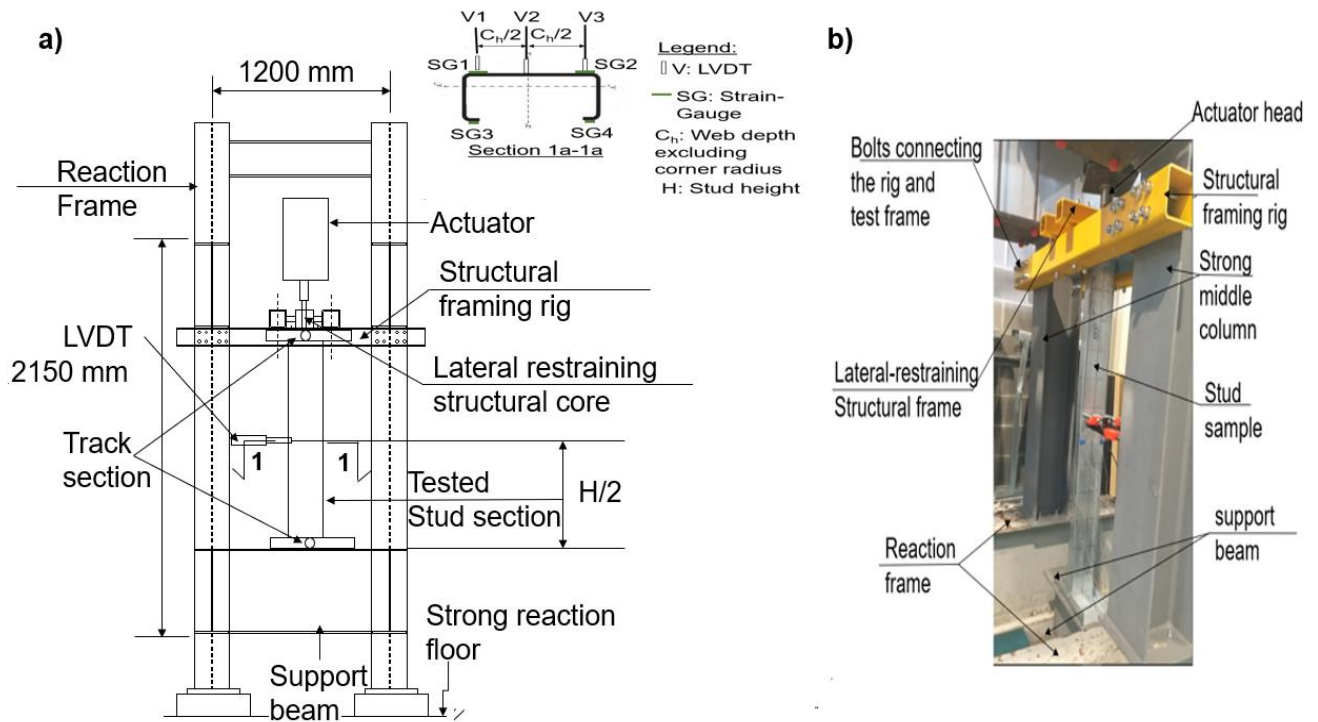 a)
1200 mm
Reaction
Frame
Actuator
Structural
framing rig
LVDT
2150 mm
Lateral restraining
structural core
Track
section
1
1
Tested
Stud section
H/2
Strong reaction
floor
Support
beam
V1 V2 V3
Cₕ/2 Cₕ/2
SG1 SG2
SG3 SG4
Section 1a-1a
Legend:
V: LVDT
SG: Strain-
Gauge
Cₕ: Web depth
excluding
corner radius
H: Stud height
b)
Actuator head
Bolts connecting
the rig and
test frame
Structural
framing rig
Strong
middle
column
Lateral-restraining
Structural frame
Stud
sample
Reaction
frame
support
beam